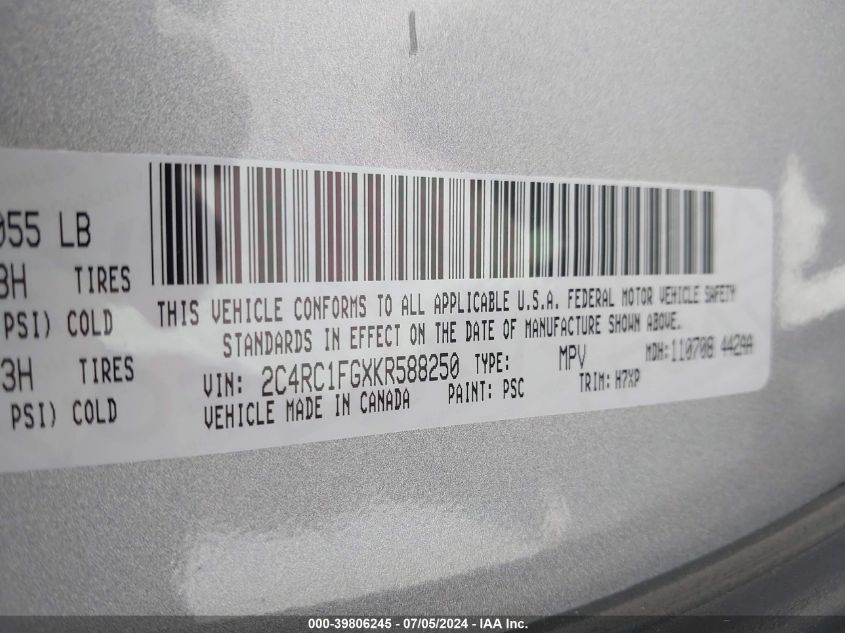 055 LB
3H TIRES
PSI) COLD
3H TIRES
PSI) COLD
THIS VEHICLE CONFORMS TO ALL APPLICABLE U.S.A. FEDERAL MOTOR VEHICLE SAFETY
STANDARDS IN EFFECT ON THE DATE OF MANUFACTURE SHOWN ABOVE.
VIN: 2C4RC1FGXKR588250 TYPE: MPV MDH: 110708 442AA
VEHICLE MADE IN CANADA PAINT: PSC TRIM: H7XP
000-39806245 - 07/05/2024 - IAA Inc.